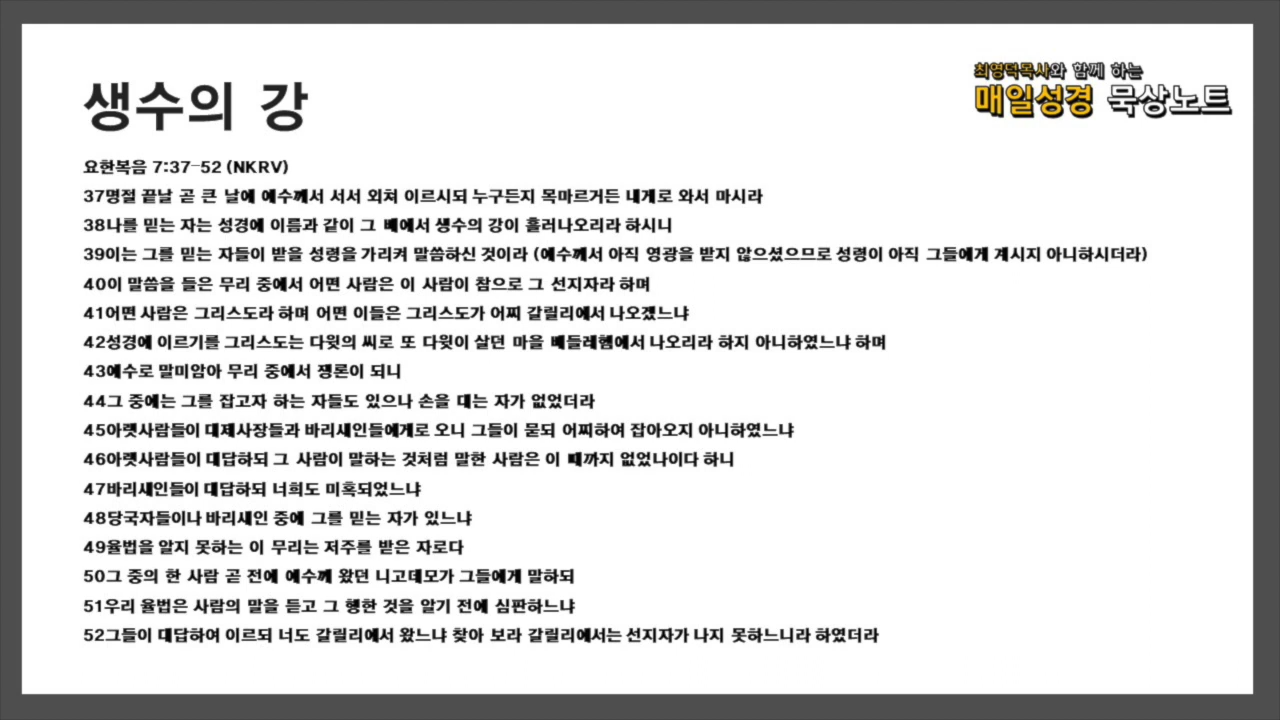 생수의 강
최영덕목사와 함께 하는
매일성경 묵상노트
요한복음 7:37-52 (NKRV)
37명절 끝날 곧 큰 날에 예수께서 서서 외쳐 이르시되 누구든지 목마르거든 내게로 와서 마시라
38나를 믿는 자는 성경에 이름과 같이 그 배에서 생수의 강이 흘러나오리라 하시니
39이는 그를 믿는 자들이 받을 성령을 가리켜 말씀하신 것이라 (예수께서 아직 영광을 받지 않으셨으므로 성령이 아직 그들에게 계시지 아니하시더라)
40이 말씀을 들은 무리 중에서 어떤 사람은 이 사람이 참으로 그 선지자라 하며
41어떤 사람은 그리스도라 하며 어떤 이들은 그리스도가 어찌 갈릴리에서 나오겠느냐
42성경에 이르기를 그리스도는 다윗의 씨로 또 다윗이 살던 마을 베들레헴에서 나오리라 하지 아니하였느냐 하며
43예수로 말미암아 무리 중에서 쟁론이 되니
44그 중에는 그를 잡고자 하는 자들도 있으나 손을 대는 자가 없었더라
45아랫사람들이 대제사장들과 바리새인들에게로 오니 그들이 묻되 어찌하여 잡아오지 아니하였느냐
46아랫사람들이 대답하되 그 사람이 말하는 것처럼 말한 사람은 이 때까지 없었나이다 하니
47바리새인들이 대답하되 너희도 미혹되었느냐
48당국자들이나 바리새인 중에 그를 믿는 자가 있느냐
49율법을 알지 못하는 이 무리는 저주를 받은 자로다
50그 중의 한 사람 곧 전에 예수께 왔던 니고데모가 그들에게 말하되
51우리 율법은 사람의 말을 듣고 그 행한 것을 알기 전에 심판하느냐
52그들이 대답하여 이르되 너도 갈릴리에서 왔느냐 찾아 보라 갈릴리에서는 선지자가 나지 못하느니라 하였더라